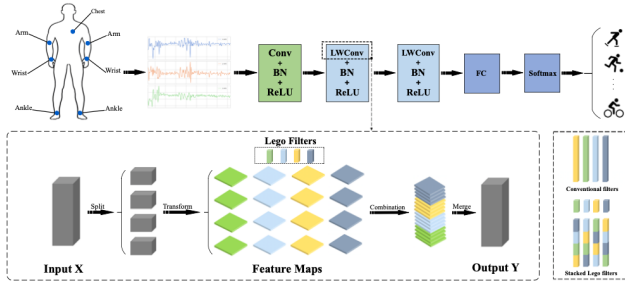 Chest
Arm
Arm
Wrist
Wrist
Ankle
Ankle
Conv
+
BN
+
ReLU
LWConv
+
BN
+
ReLU
LWConv
+
BN
+
ReLU
FC
Softmax
Lego Filters
Split
Transform
Combination
Merge
Input X
Feature Maps
Output Y
Conventional filters
Stacked Lego filters